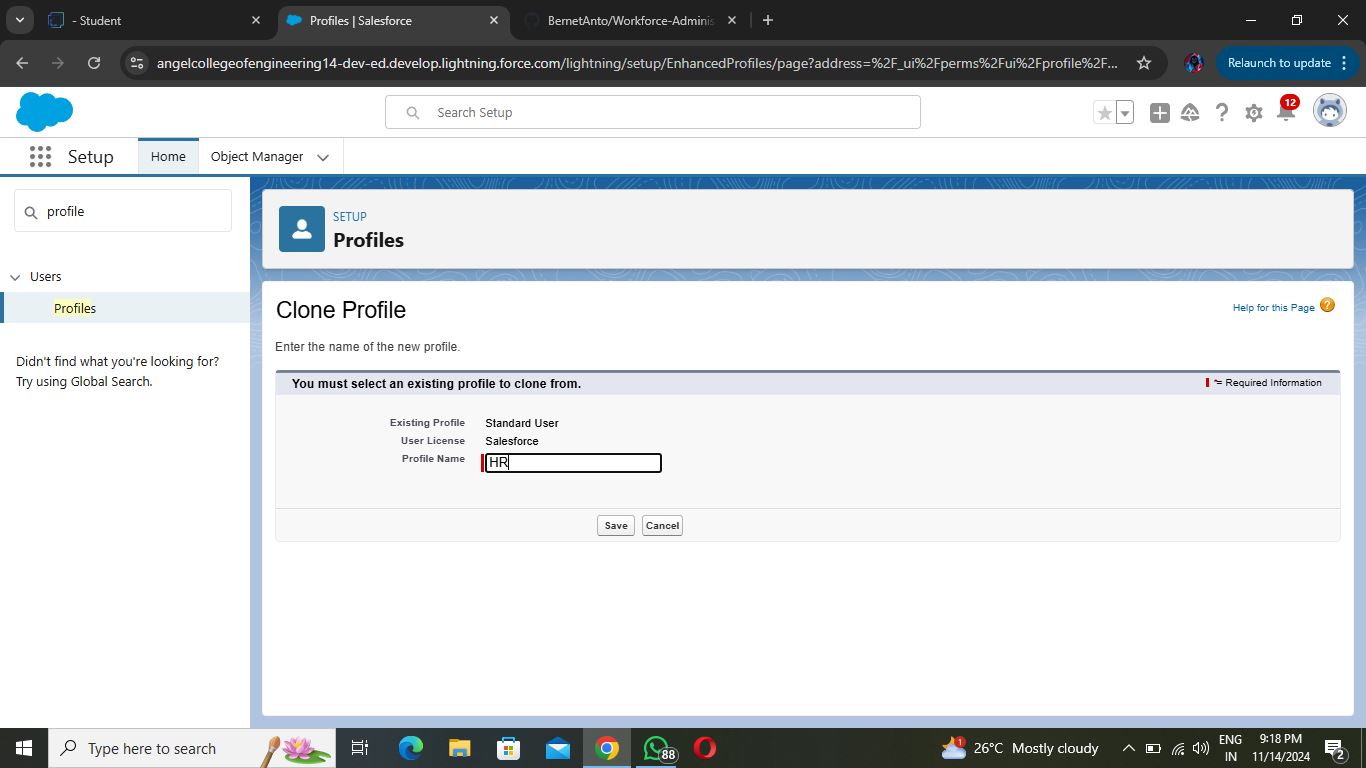 - Student
Profiles | Salesforce
BernetAnto/Workforce-Adminis
angelcollegeofengineering14-dev-ed.develop.lightning.force.com/lightning/setup/EnhancedProfiles/page?address=%2F_ui%2Fperms%2Fui%2Fprofile%2F...
Relaunch to update
Search Setup
12
Setup
Home
Object Manager
profile
Users
Profiles
Didn't find what you're looking for?
Try using Global Search.
SETUP
Profiles
Clone Profile
Help for this Page
?
Enter the name of the new profile.
You must select an existing profile to clone from.
*= Required Information
Existing Profile Standard User
User License Salesforce
Profile Name HR
Save Cancel
Type here to search
88
1
26°C Mostly cloudy
ENG
IN
9:18 PM
11/14/2024
2